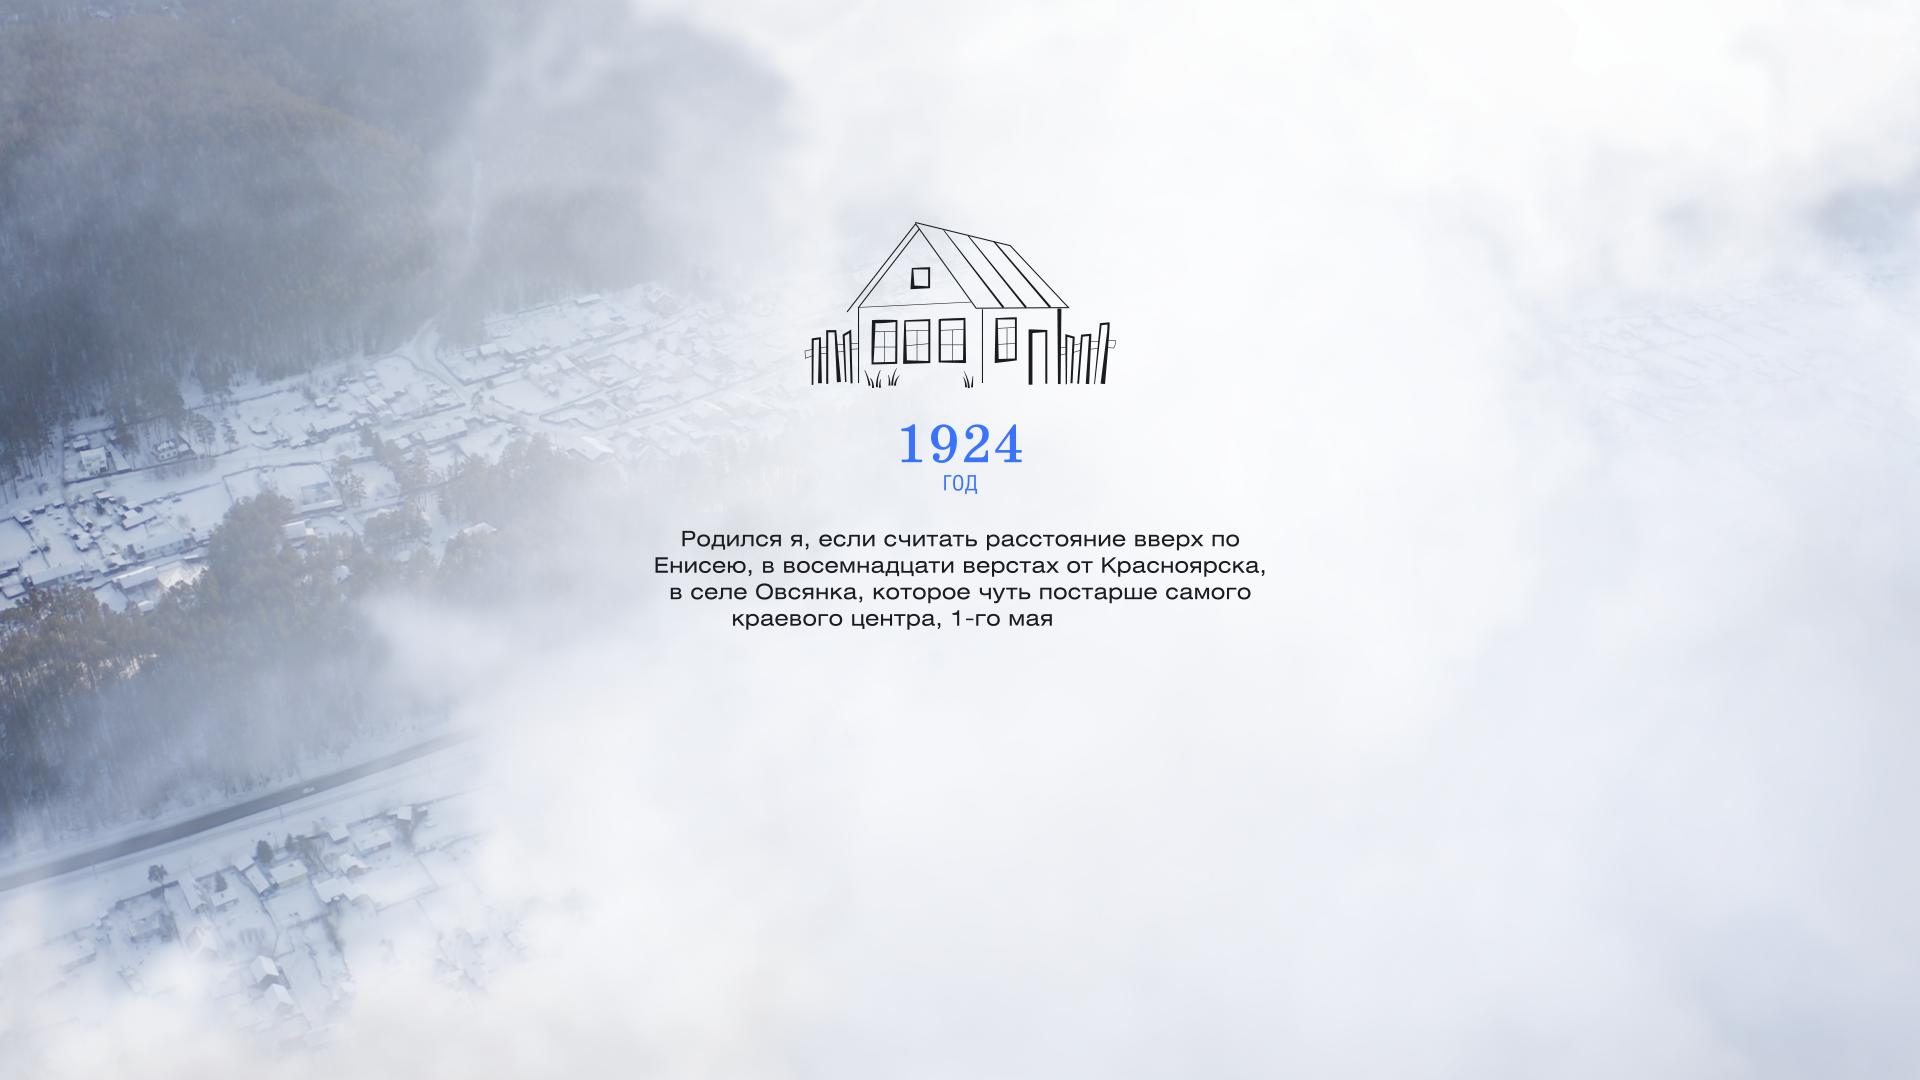 1924
ГОД
Родился я, если считать расстояние вверх по
Енисею, в восемнадцати верстах от Красноярска,
в селе Овсянка, которое чуть постарше самого
краевого центра, 1-го мая